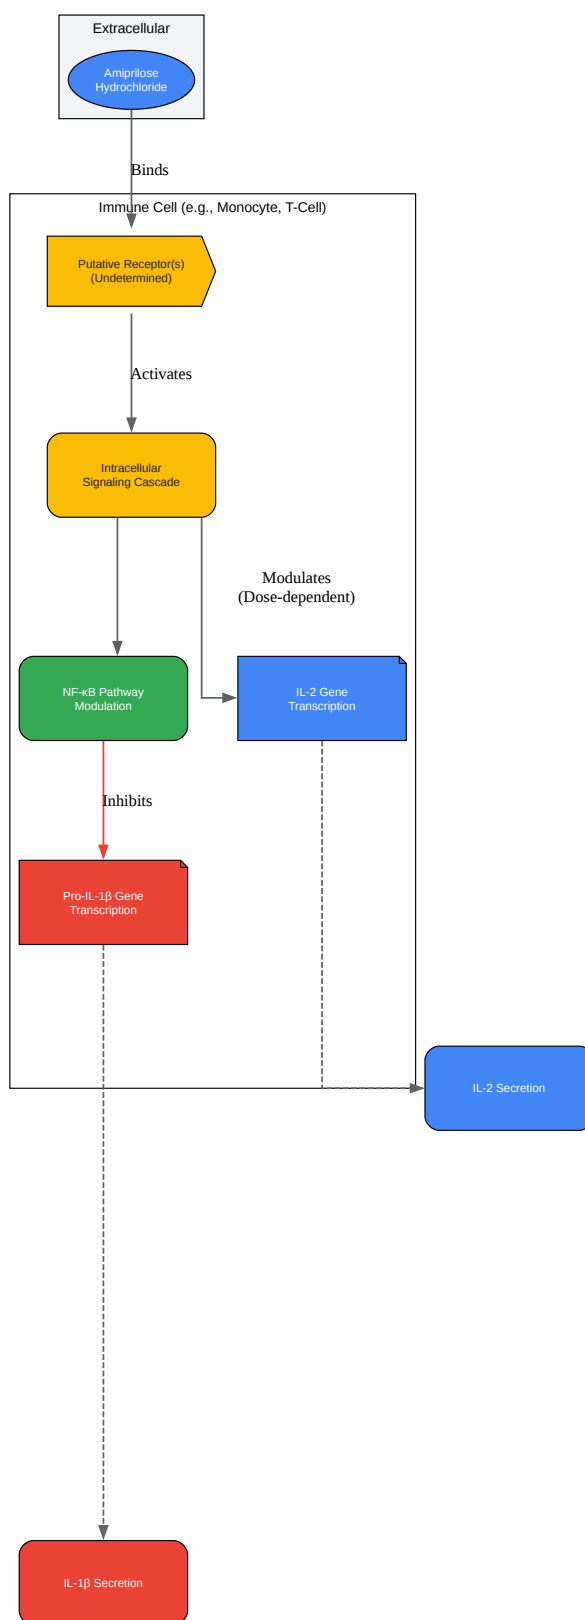 Extracellular
Amiprilose
Hydrochloride
Binds
Immune Cell (e.g., Monocyte, T-Cell)
Putative Receptor(s)
(Undetermined)
Activates
Intracellular
Signaling Cascade
Modulates
(Dose-dependent)
NF-κB Pathway
Modulation
IL-2 Gene
Transcription
Inhibits
Pro-IL-1β Gene
Transcription
IL-2 Secretion
IL-1β Secretion